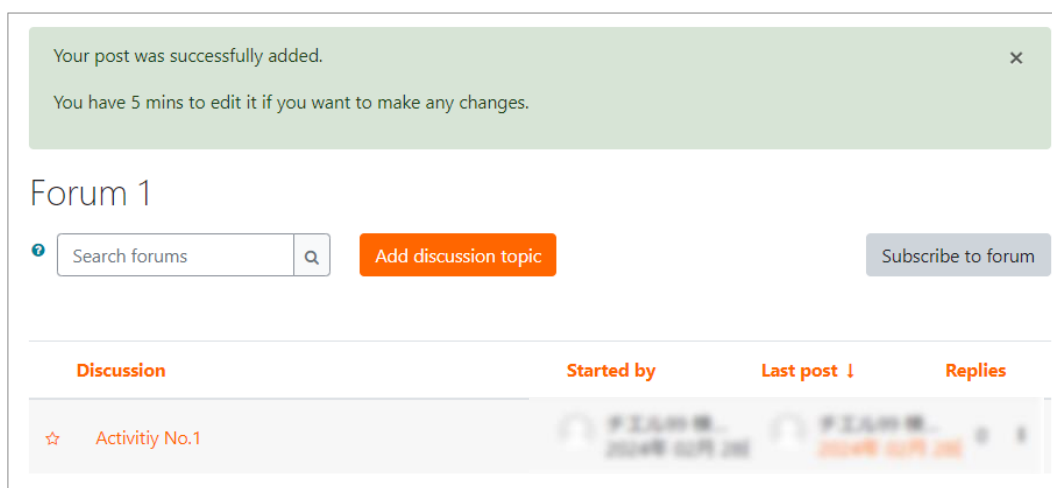 Your post was successfully added.
×
You have 5 mins to edit it if you want to make any changes.
Forum 1
Search forums
Add discussion topic
Subscribe to forum
Discussion
Started by
Last post ↓
Replies
Activitiy No.1